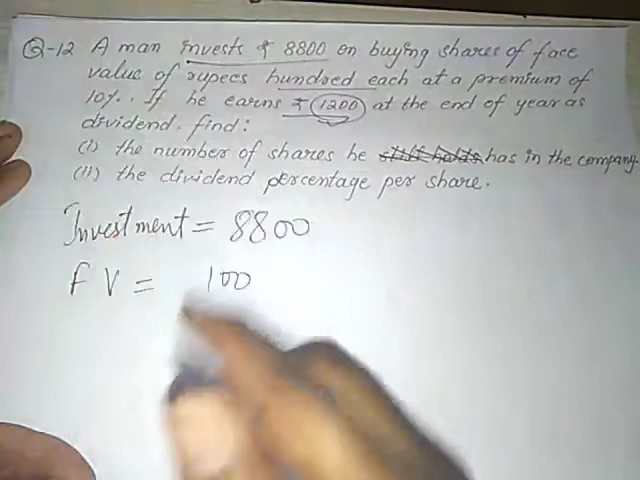 Q-12 A man invests ₹ 8800 on buying shares of face
value of rupees hundred each at a premium of
10%. If he earns ₹ 1200 at the end of year as
dividend. find:
(i) the number of shares he has in the company.
(ii) the dividend percentage per share.
Investment = 8800
F V = 100